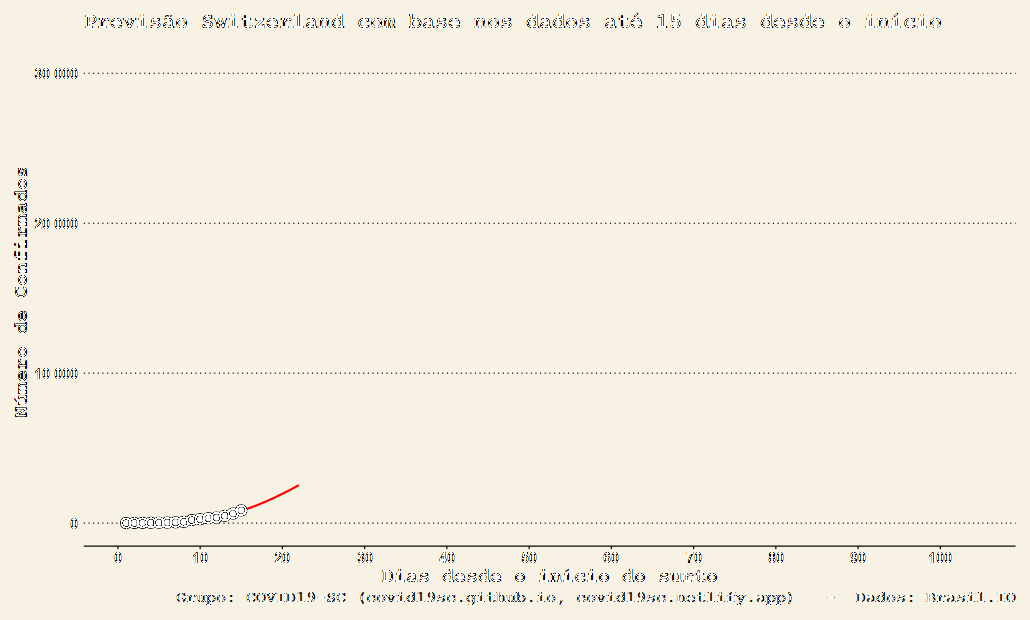 Previsão Switzerland com base nos dados até 15 dias desde o início
30 000
20 000
10 000
0
Número de Confirmados
0 10 20 30 40 50 60 70 80 90 100
Dias desde o início do surto
Grupo: COVID19-SC (covid19sc.github.io, covid19sc.netlify.app) -- Dados: Brasil.IO